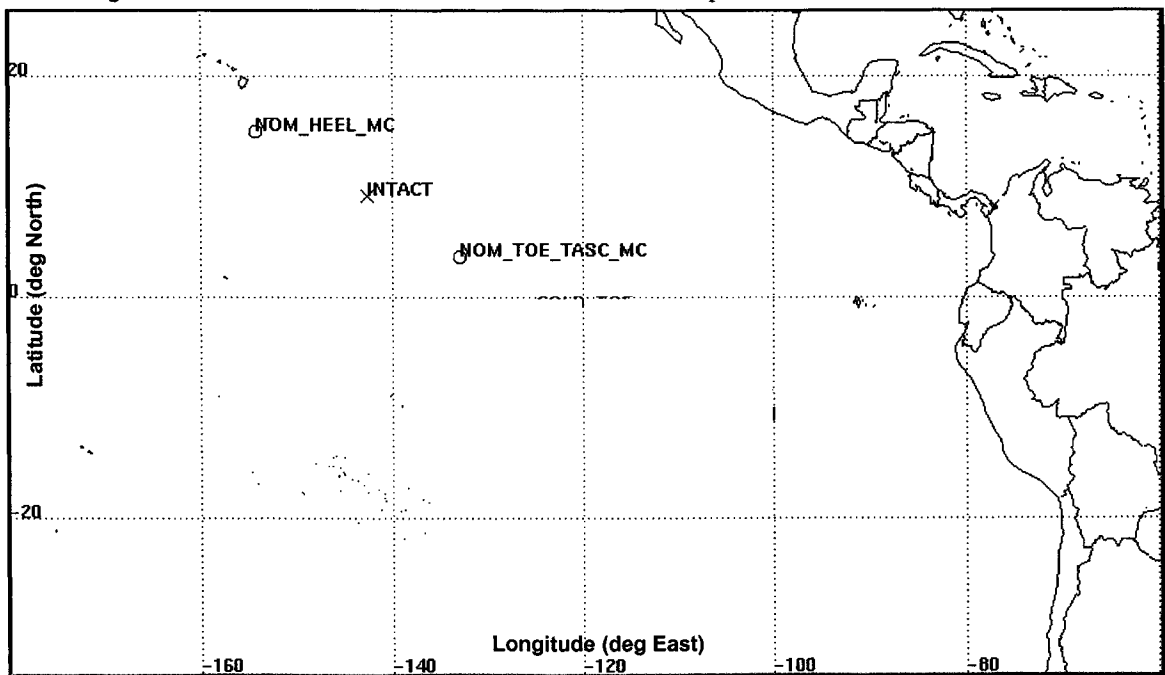 20
NOM_HEEL_MC
INTACT
NOM_TOE_TASC_MC
0
Latitude (deg North)
-20
Longitude (deg East)
-160
-140
-120
-100
-80